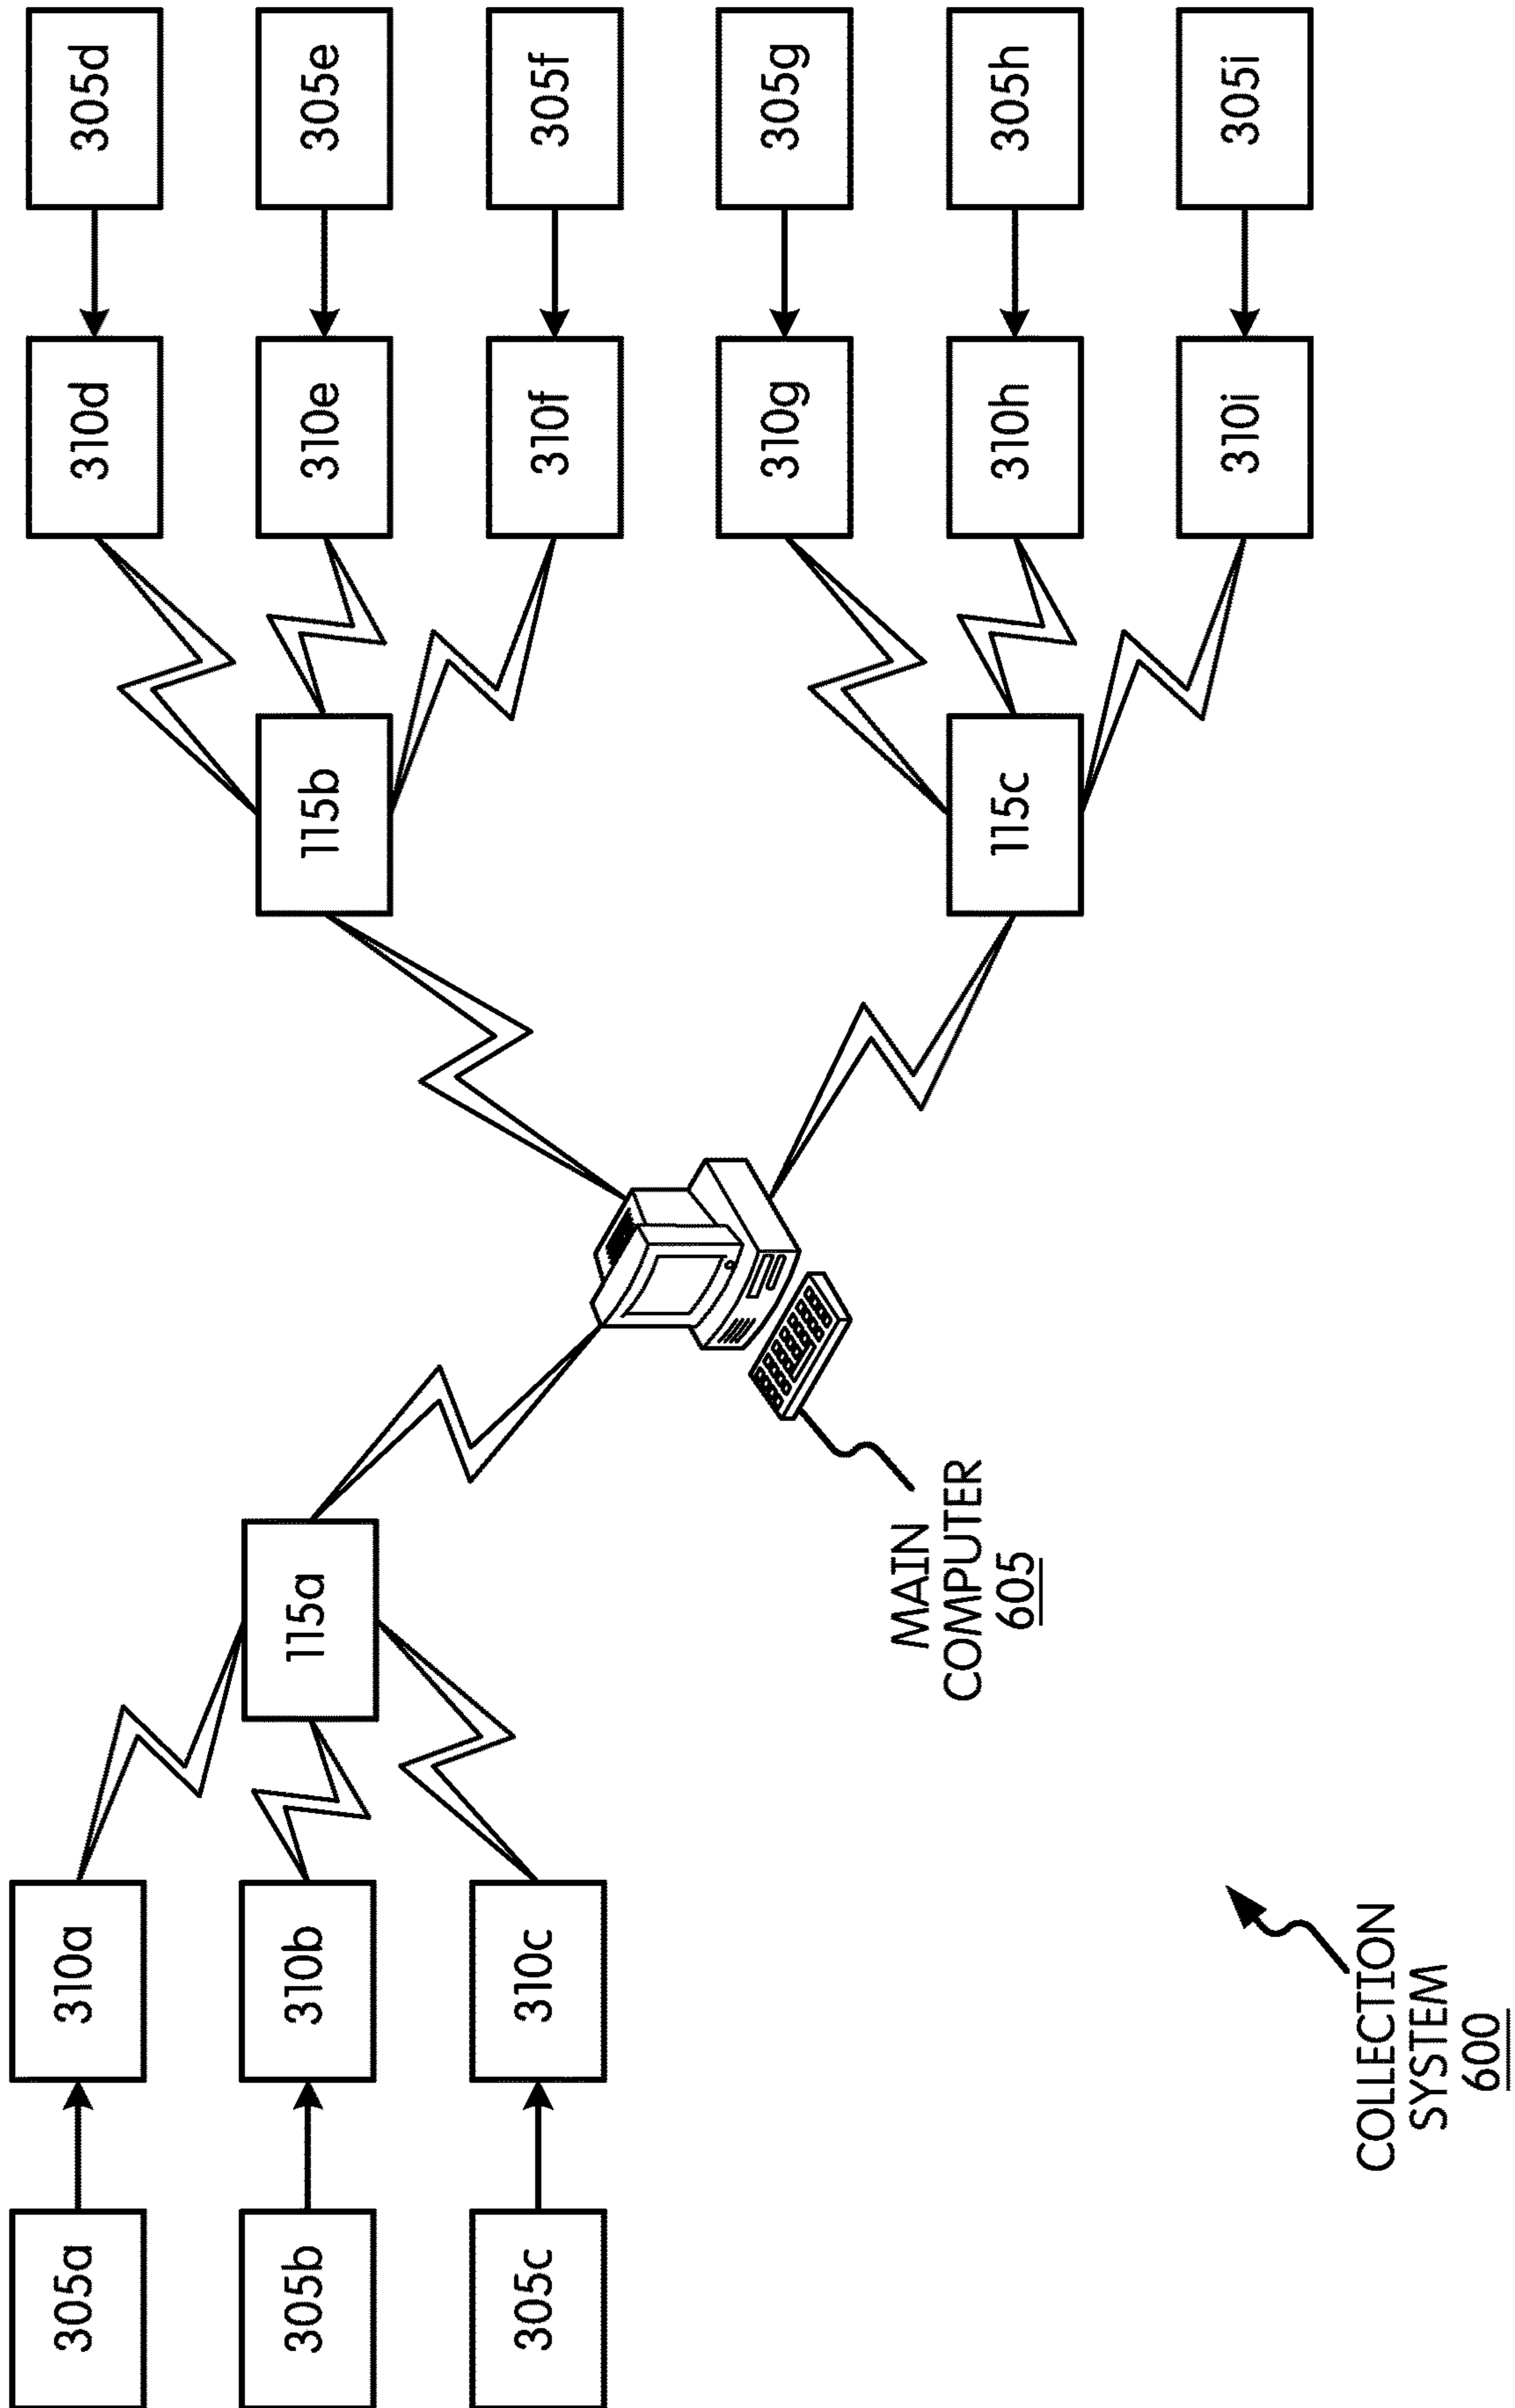 305a
310a
305b
310b
305c
310c
115a
MAIN
COMPUTER
605
115b
115c
310d
305d
310e
305e
310f
305f
310g
305g
310h
305h
310i
305i
COLLECTION
SYSTEM
600